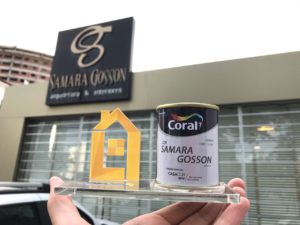 SAMARA GOSSON
arquitetura & interiores
Coral
SAMARA
GOSSON